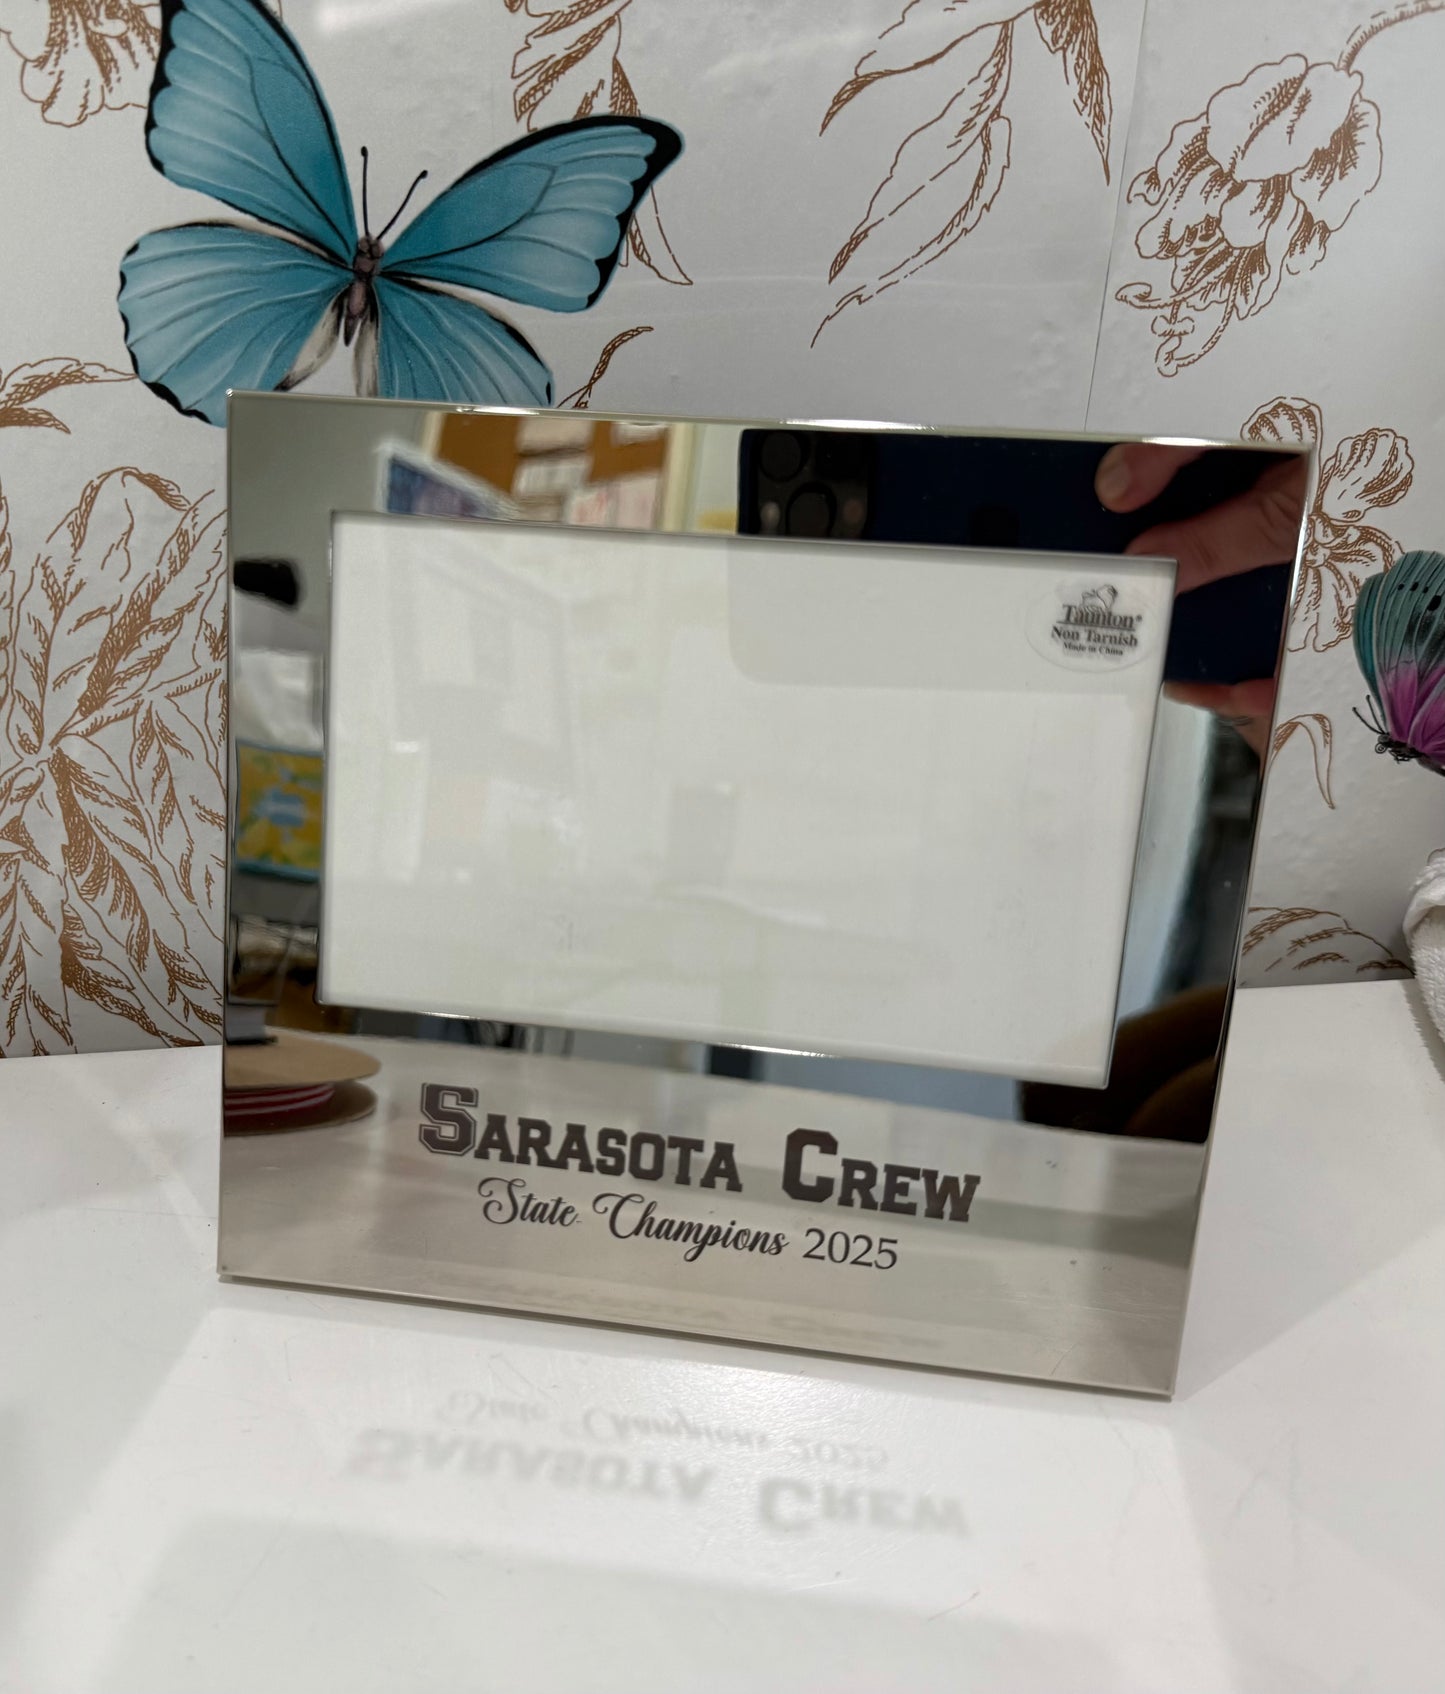 Taunton®
Non Tarnish
Made in China
SARASOTA CREW
State Champions 2025